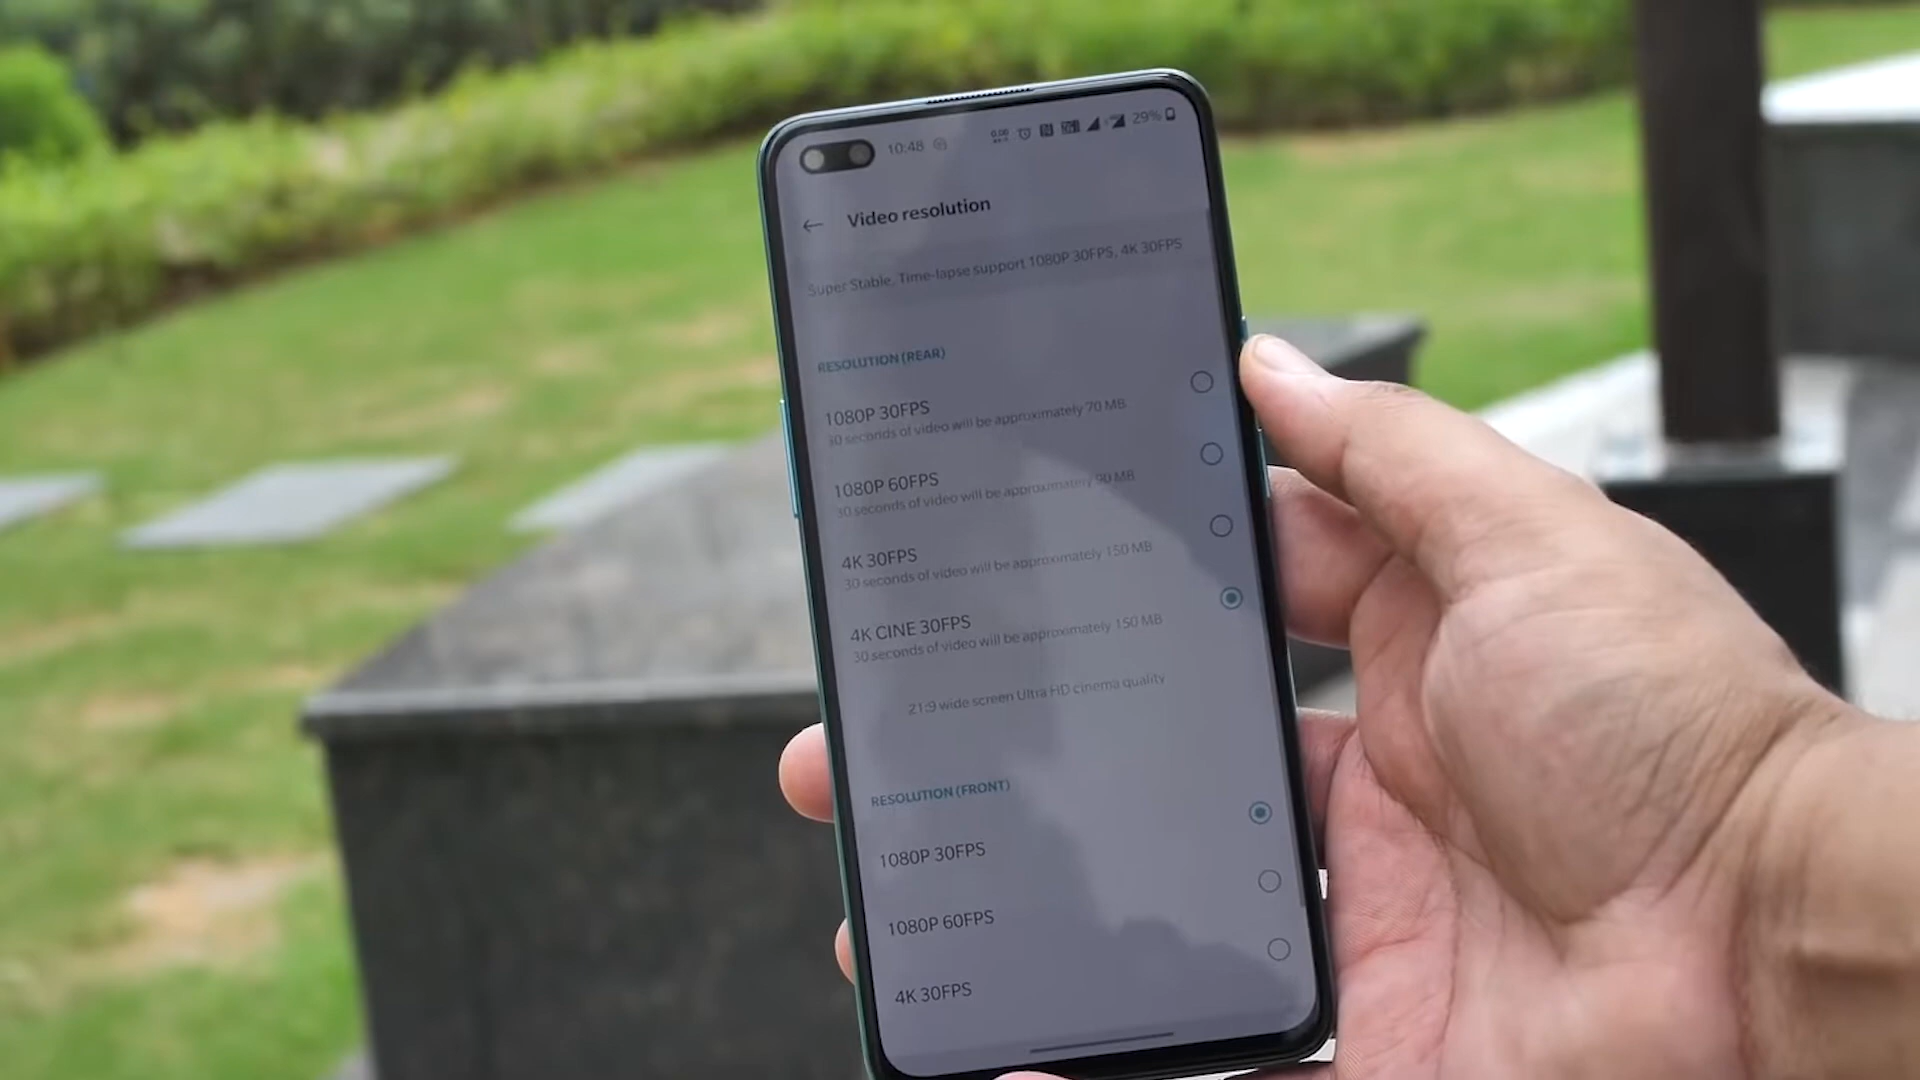 10:48
29%
Video resolution
Super Stable, Time-lapse support 1080P 30FPS, 4K 30FPS
RESOLUTION (REAR)
1080P 30FPS
30 seconds of video will be approximately 70 MB
1080P 60FPS
30 seconds of video will be approximately 90 MB
4K 30FPS
30 seconds of video will be approximately 150 MB
4K CINE 30FPS
30 seconds of video will be approximately 150 MB
21:9 wide screen Ultra HD cinema quality
RESOLUTION (FRONT)
1080P 30FPS
1080P 60FPS
4K 30FPS